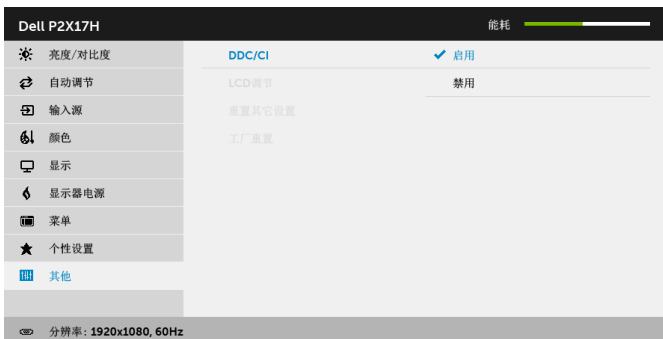 Dell P2X17H
能耗
亮度/对比度
自动调节
输入源
颜色
显示
显示器电源
菜单
个性设置
其他
DDC/CI
LCD调节
重置其它设置
工厂重置
启用
禁用
分辨率: 1920x1080, 60Hz